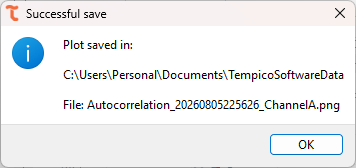 Successful save
Plot saved in:
C:\Users\Personal\Documents\TempicoSoftwareData
File: Autocorrelation_20260805225626_ChannelA.png
OK